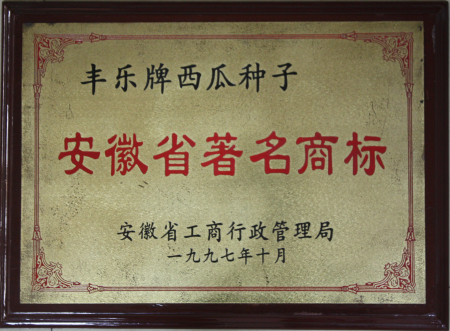 丰乐牌西瓜种子
安徽省著名商标
安徽省工商行政管理局
一九九七年十月